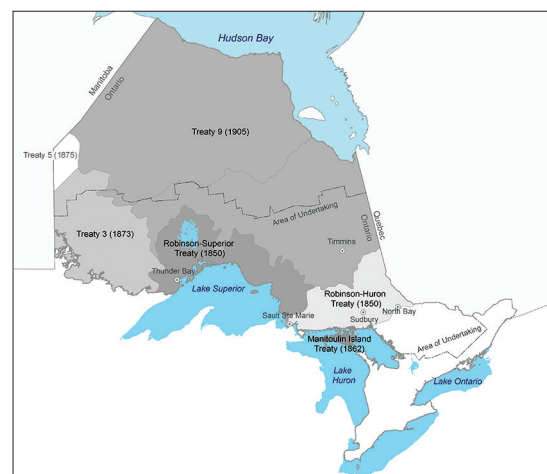 Hudson Bay
Manitoba
Ontario
Treaty 9 (1905)
Treaty 5 (1875)
Area of Undertaking
Quebec
Ontario
Treaty 3 (1873)
Timmins
Robinson-Superior
Treaty (1850)
Thunder Bay
Lake Superior
Robinson-Huron
Treaty (1850)
Sault Ste Marie
Sudbury
North Bay
Manitoulin Island
Treaty (1862)
Area of Undertaking
Lake
Huron
Lake Ontario